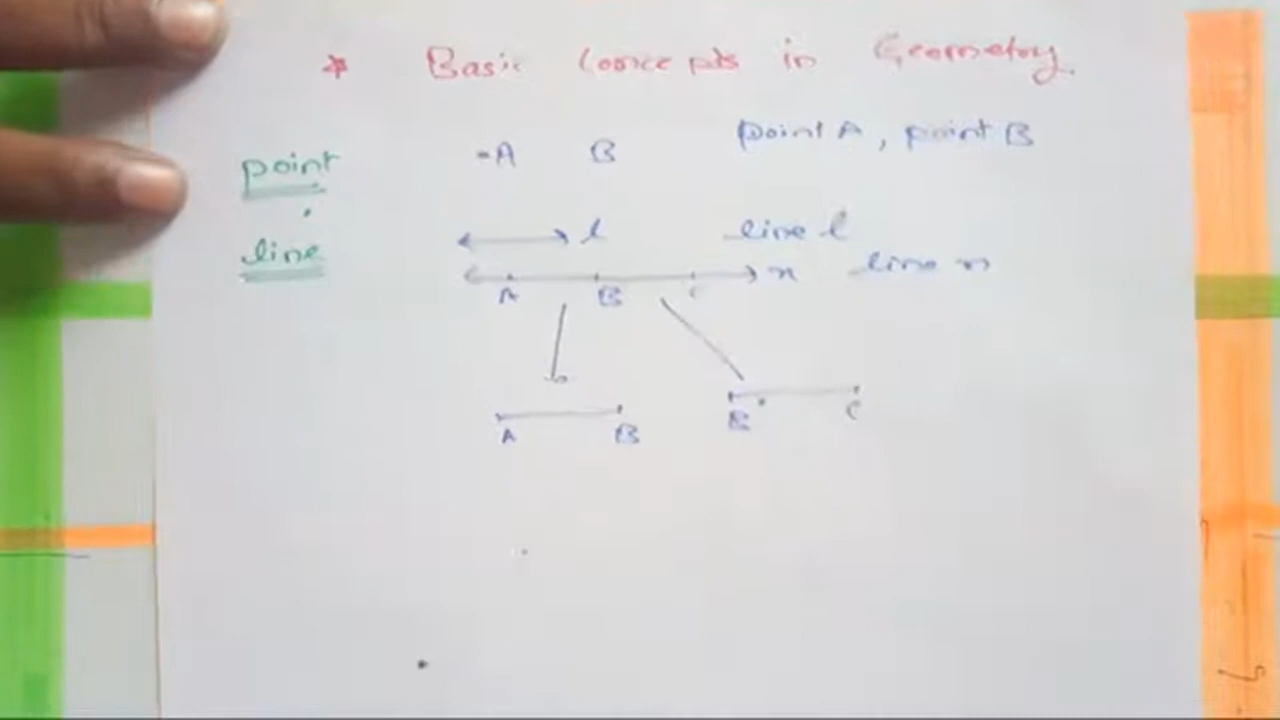 * Basic Concepts in Geometry.
point
.A B
point A, point B
line
l
line l
A B C n
line n
A B
B C